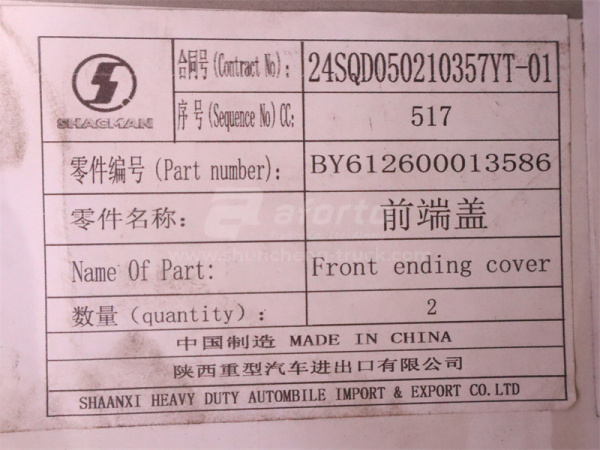 SHACMAN
合同号(Contract No): 24SQD050210357YT-01
序号(Sequence No)CC: 517
零件编号(Part number): BY612600013586
零件名称: 前端盖
Name Of Part: Front ending cover
数量(quantity): 2
中国制造 MADE IN CHINA
陕西重型汽车进出口有限公司
SHAANXI HEAVY DUTY AUTOMBILE IMPORT & EXPORT CO.LTD